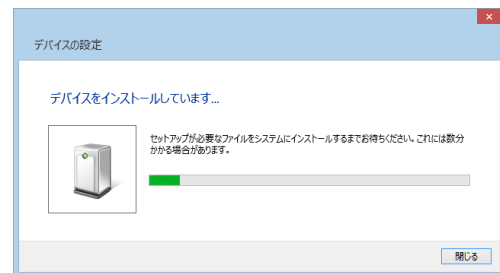 デバイスの設定
デバイスをインストールしています...
セットアップが必要なファイルをシステムにインストールするまでお待ちください。これには数分
かかる場合があります。
閉じる